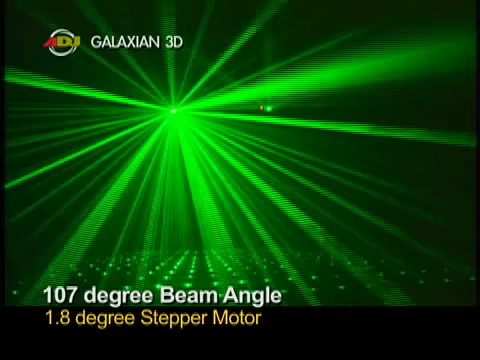 ADJ GALAXIAN 3D
107 degree Beam Angle
1.8 degree Stepper Motor